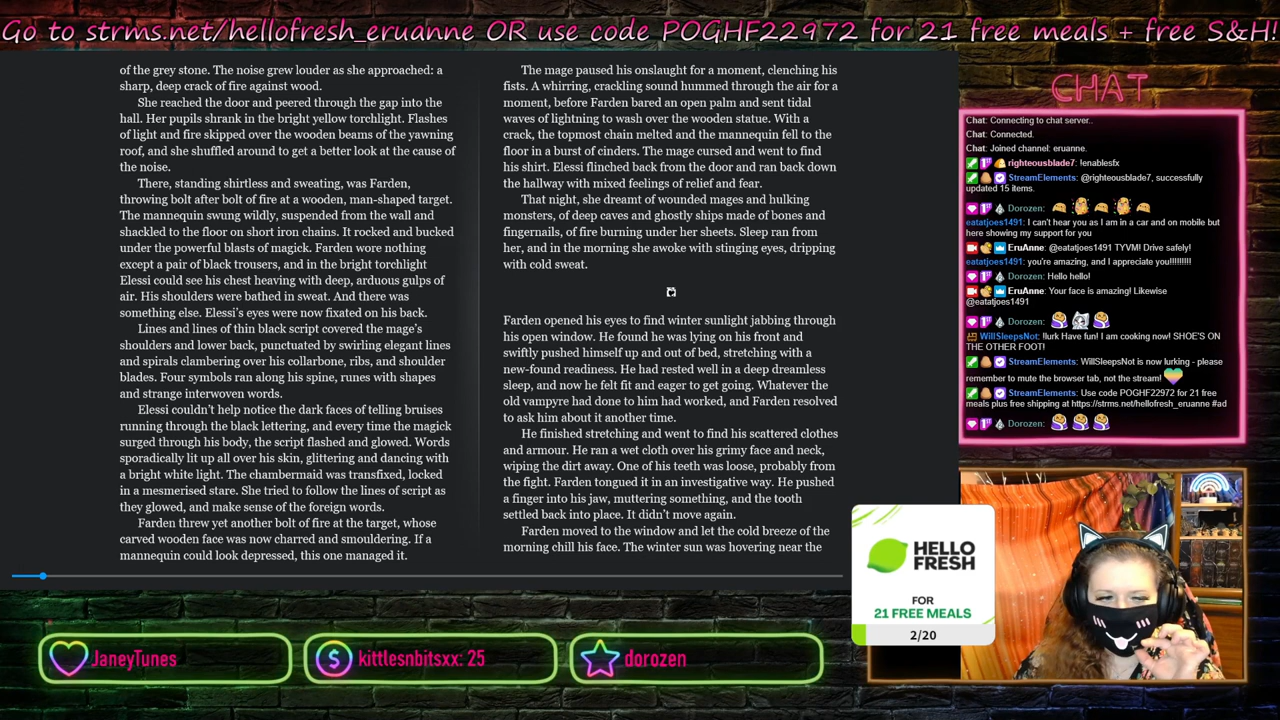 Go to strms.net/hellofresh_eruanne OR use code POGHF22972 for 21 free meals + free S&H!
of the grey stone. The noise grew louder as she approached: a
sharp, deep crack of fire against wood.
She reached the door and peered through the gap into the
hall. Her pupils shrank in the bright yellow torchlight. Flashes
of light and fire skipped over the wooden beams of the yawning
roof, and she shuffled around to get a better look at the cause of
the noise.
There, standing shirtless and sweating, was Farden,
throwing bolt after bolt of fire at a wooden, man-shaped target.
The mannequin swung wildly, suspended from the wall and
shackled to the floor on short iron chains. It rocked and bucked
under the powerful blasts of magick. Farden wore nothing
except a pair of black trousers, and in the bright torchlight
Elessi could see his chest heaving with deep, arduous gulps of
air. His shoulders were bathed in sweat. And there was
something else. Elessi's eyes were now fixated on his back.
Lines and lines of thin black script covered the mage's
shoulders and lower back, punctuated by swirling elegant lines
and spirals clambering over his collarbone, ribs, and shoulder
blades. Four symbols ran along his spine, runes with shapes
and strange interwoven words.
Elessi couldn't help notice the dark faces of telling bruises
running through the black lettering, and every time the magick
surged through his body, the script flashed and glowed. Words
sporadically lit up all over his skin, glittering and dancing with
a bright white light. The chambermaid was transfixed, locked
in a mesmerised stare. She tried to follow the lines of script as
they glowed, and make sense of the foreign words.
Farden threw yet another bolt of fire at the target, whose
carved wooden face was now charred and smouldering. If a
mannequin could look depressed, this one managed it.
The mage paused his onslaught for a moment, clenching his
fists. A whirring, crackling sound hummed through the air for a
moment, before Farden bared an open palm and sent tidal
waves of lightning to wash over the wooden statue. With a
crack, the topmost chain melted and the mannequin fell to the
floor in a burst of cinders. The mage cursed and went to find
his shirt. Elessi flinched back from the door and ran back down
the hallway with mixed feelings of relief and fear.
That night, she dreamt of wounded mages and hulking
monsters, of deep caves and ghostly ships made of bones and
fingernails, of fire burning under her sheets. Sleep ran from
her, and in the morning she awoke with stinging eyes, dripping
with cold sweat.
Farden opened his eyes to find winter sunlight jabbing through
his open window. He found he was lying on his front and
swiftly pushed himself up and out of bed, stretching with a
new-found readiness. He had rested well in a deep dreamless
sleep, and now he felt fit and eager to get going. Whatever the
old vampyre had done to him had worked, and Farden resolved
to ask him about it another time.
He finished stretching and went to find his scattered clothes
and armour. He ran a wet cloth over his grimy face and neck,
wiping the dirt away. One of his teeth was loose, probably from
the fight. Farden tongued it in an investigative way. He pushed
a finger into his jaw, muttering something, and the tooth
settled back into place. It didn't move again.
Farden moved to the window and let the cold breeze of the
morning chill his face. The winter sun was hovering near the
CHAT
Chat: Connecting to chat server..
Chat: Connected.
Chat: Joined channel: eruanne.
righteousblade7: !enablesfx
StreamElements: @righteousblade7, successfully
updated 15 items.
Dorozen:
eatatjoes1491: I can't hear you as I am in a car and on mobile but
here showing my support for you
EruAnne: @eatatjoes1491 TYVM! Drive safely!
eatatjoes1491: you're amazing, and I appreciate you!!!!!!!!!
Dorozen: Hello hello!
EruAnne: Your face is amazing! Likewise
@eatatjoes1491
Dorozen:
WillSleepsNot: !lurk Have fun! I am cooking now! SHOE'S ON
THE OTHER FOOT!
StreamElements: WillSleepsNot is now lurking - please
remember to mute the browser tab, not the stream!
StreamElements: Use code POGHF22972 for 21 free
meals plus free shipping at https://strms.net/hellofresh_eruanne #ad
Dorozen:
HELLO
FRESH
FOR
21 FREE MEALS
2/20
JaneyTunes
$ kittlesnbitsxx: 25
dorozen